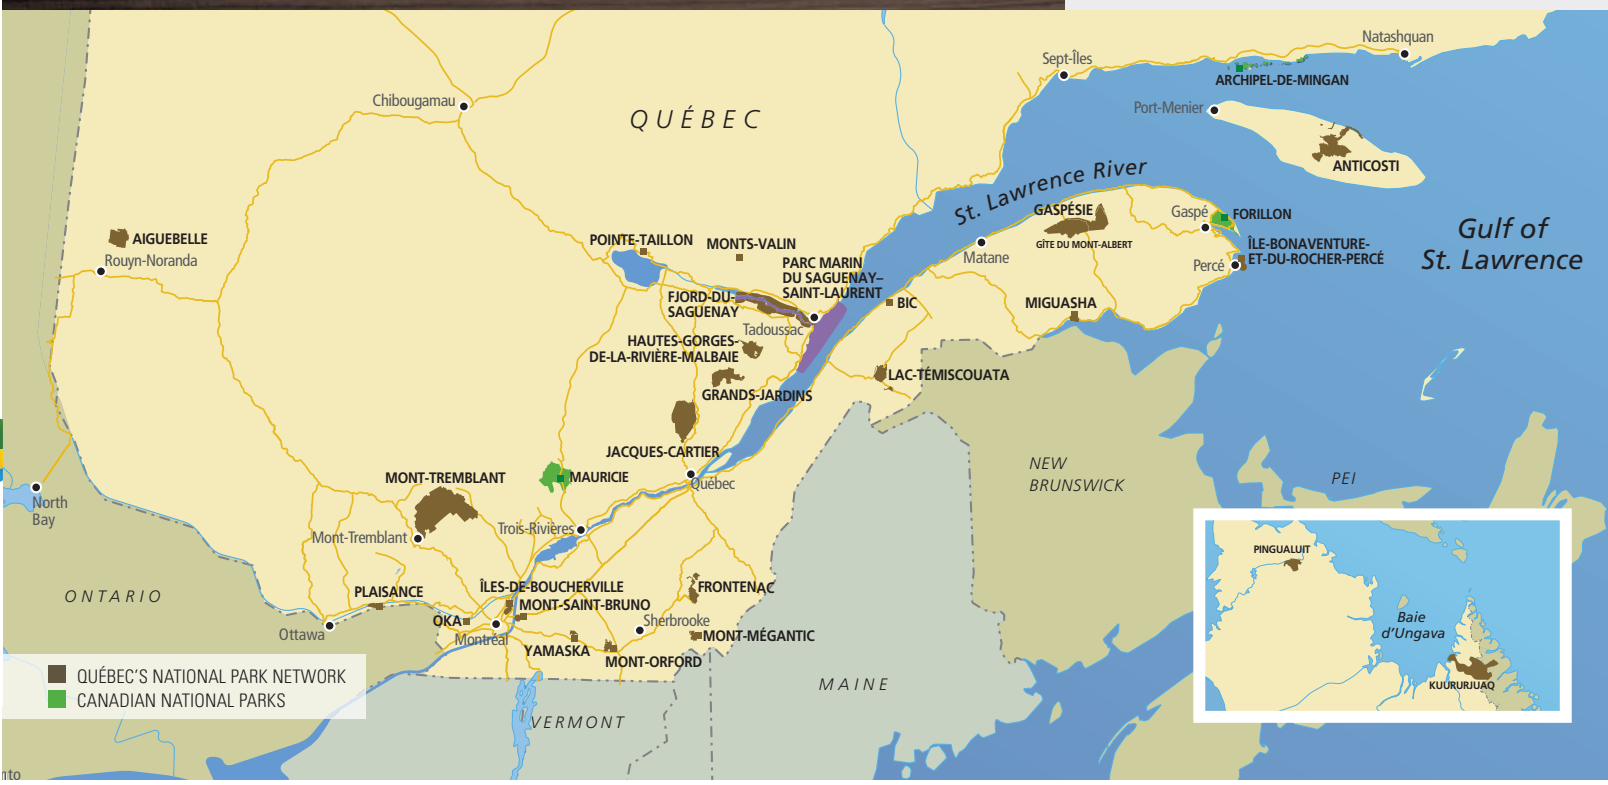 Natashquan
Sept-Îles
ARCHIPEL-DE-MINGAN
Chibougamau
Port-Menier
QUÉBEC
ANTICOSTI
St. Lawrence River
GASPÉSIE
Gaspé
FORILLON
Gulf of
St. Lawrence
AIGUEBELLE
Rouyn-Noranda
POINTE-TAILLON
MONTS-VALIN
GÎTE DU MONT-ALBERT
ÎLE-BONAVENTURE-
ET-DU-ROCHER-PERCÉ
Matane
Percé
PARC MARIN
DU SAGUENAY–
SAINT-LAURENT
FJORD-DU-
SAGUENAY
BIC
MIGUASHA
Tadoussac
HAUTES-GORGES-
DE-LA-RIVIÈRE-MALBAIE
LAC-TÉMISCOUATA
GRANDS-JARDINS
JACQUES-CARTIER
MONT-TREMBLANT
MAURICIE
Québec
NEW
BRUNSWICK
PEI
North
Bay
Trois-Rivières
Mont-Tremblant
PINGUALUIT
ONTARIO
PLAISANCE
ÎLES-DE-BOUCHERVILLE
FRONTENAC
MONT-SAINT-BRUNO
OKA
Sherbrooke
Baie
d'Ungava
Ottawa
Montréal
MONT-MÉGANTIC
YAMASKA
MONT-ORFORD
KUURURJUAQ
QUÉBEC'S NATIONAL PARK NETWORK
CANADIAN NATIONAL PARKS
MAINE
VERMONT
nto